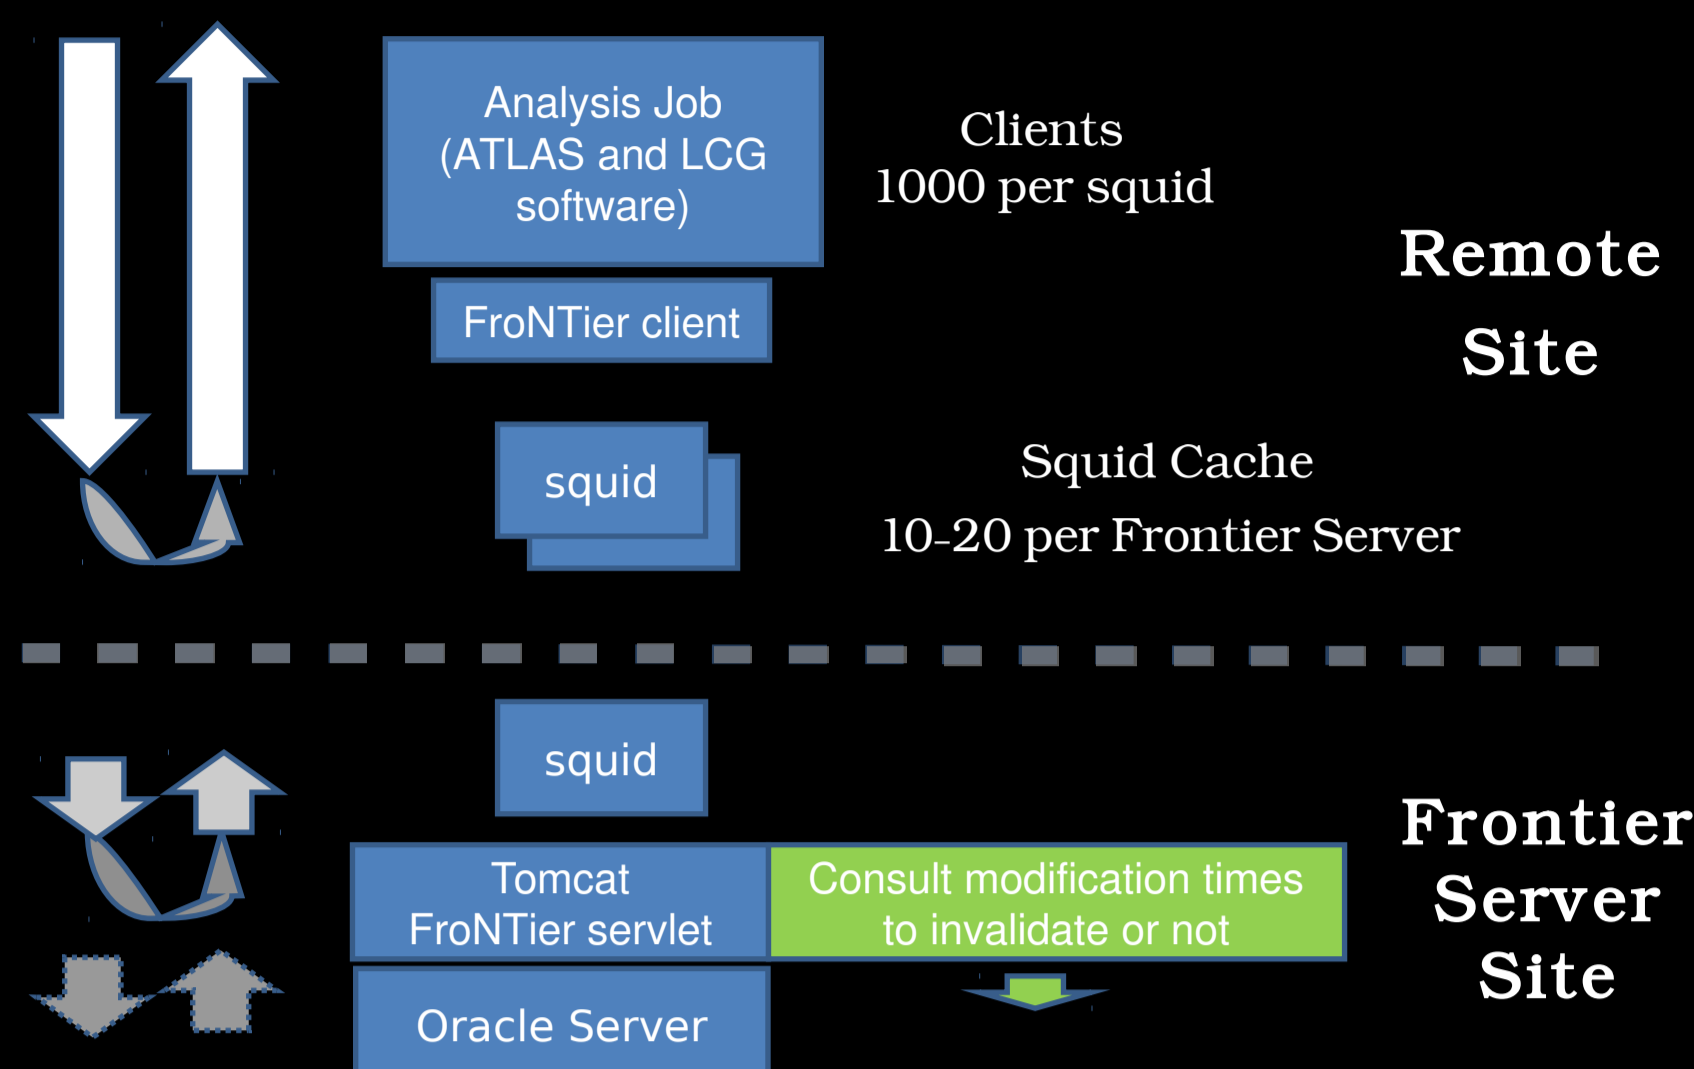 Analysis Job
(ATLAS and LCG
software)
Clients
1000 per squid
Remote
Site
FroNTier client
squid
Squid Cache
10-20 per Frontier Server
squid
Tomcat
FroNTier servlet
Consult modification times
to invalidate or not
Frontier
Server
Site
Oracle Server